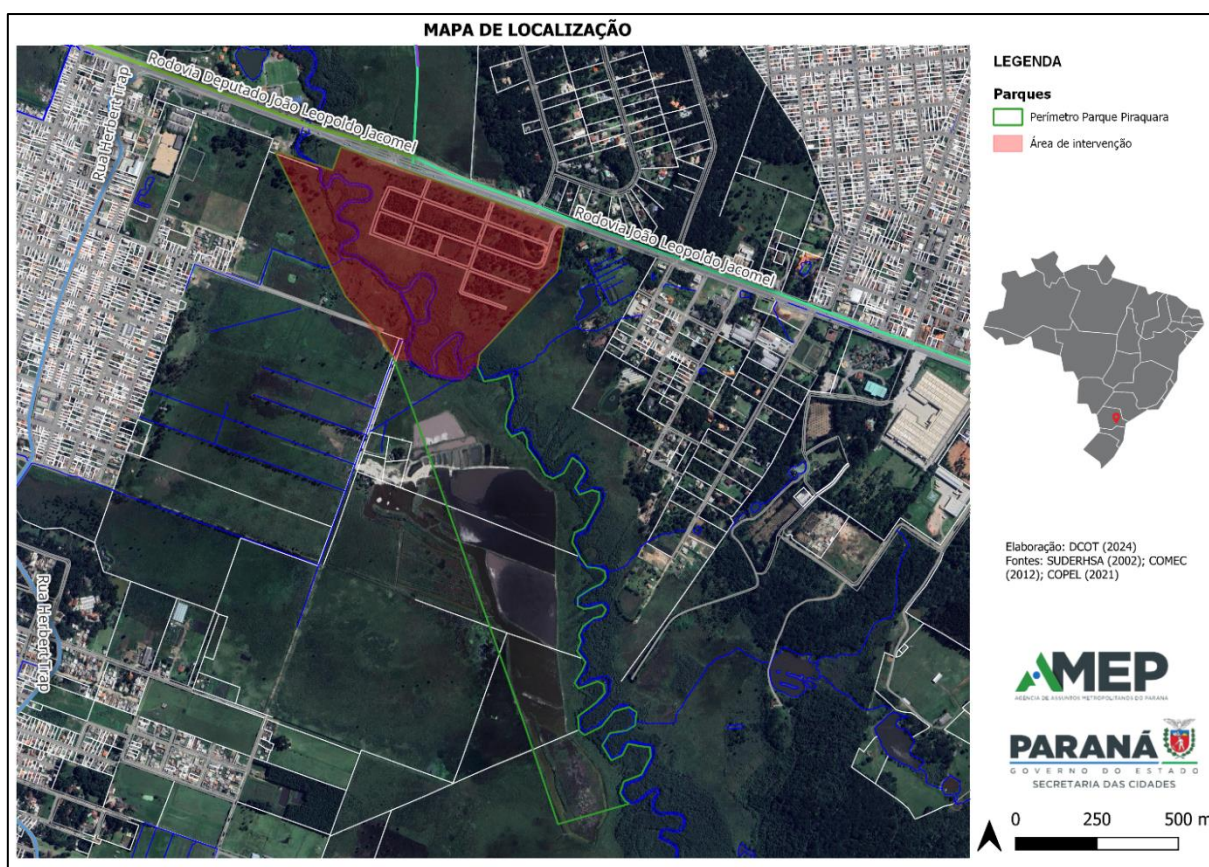 MAPA DE LOCALIZAÇÃO
Rodovia Deputado João Leopoldo Jacomel
Rua Herbert Trap
Rodovia João Leopoldo Jacomel
Rua Herbert Trap
LEGENDA
Parques
Perímetro Parque Piraquara
Área de intervenção
Elaboração: DCOT (2024)
Fontes: SUDERHSA (2002); COMEC
(2012); COPEL (2021)
AMEP
AGÊNCIA DE ASSUNTOS METROPOLITANOS DO PARANÁ
PARANÁ
GOVERNO DO ESTADO
SECRETARIA DAS CIDADES
0 250 500 m